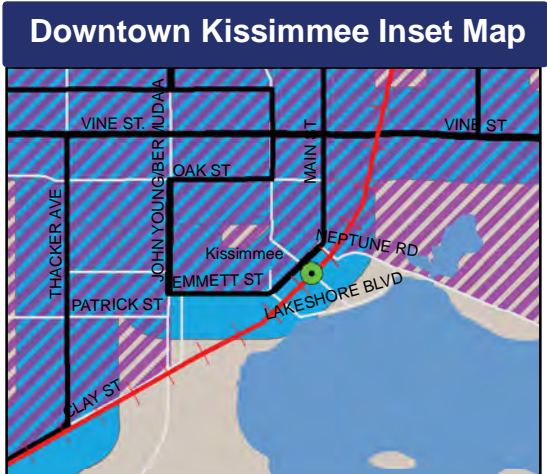 Downtown Kissimmee Inset Map
JOHN YOUNG/BERMUDAA
VINE ST.
VINE ST
MAIN ST
OAK ST
THACKER AVE
NEPTUNE RD
Kissimmee
EMMETT ST
LAKESHORE BLVD
PATRICK ST
CLAY ST